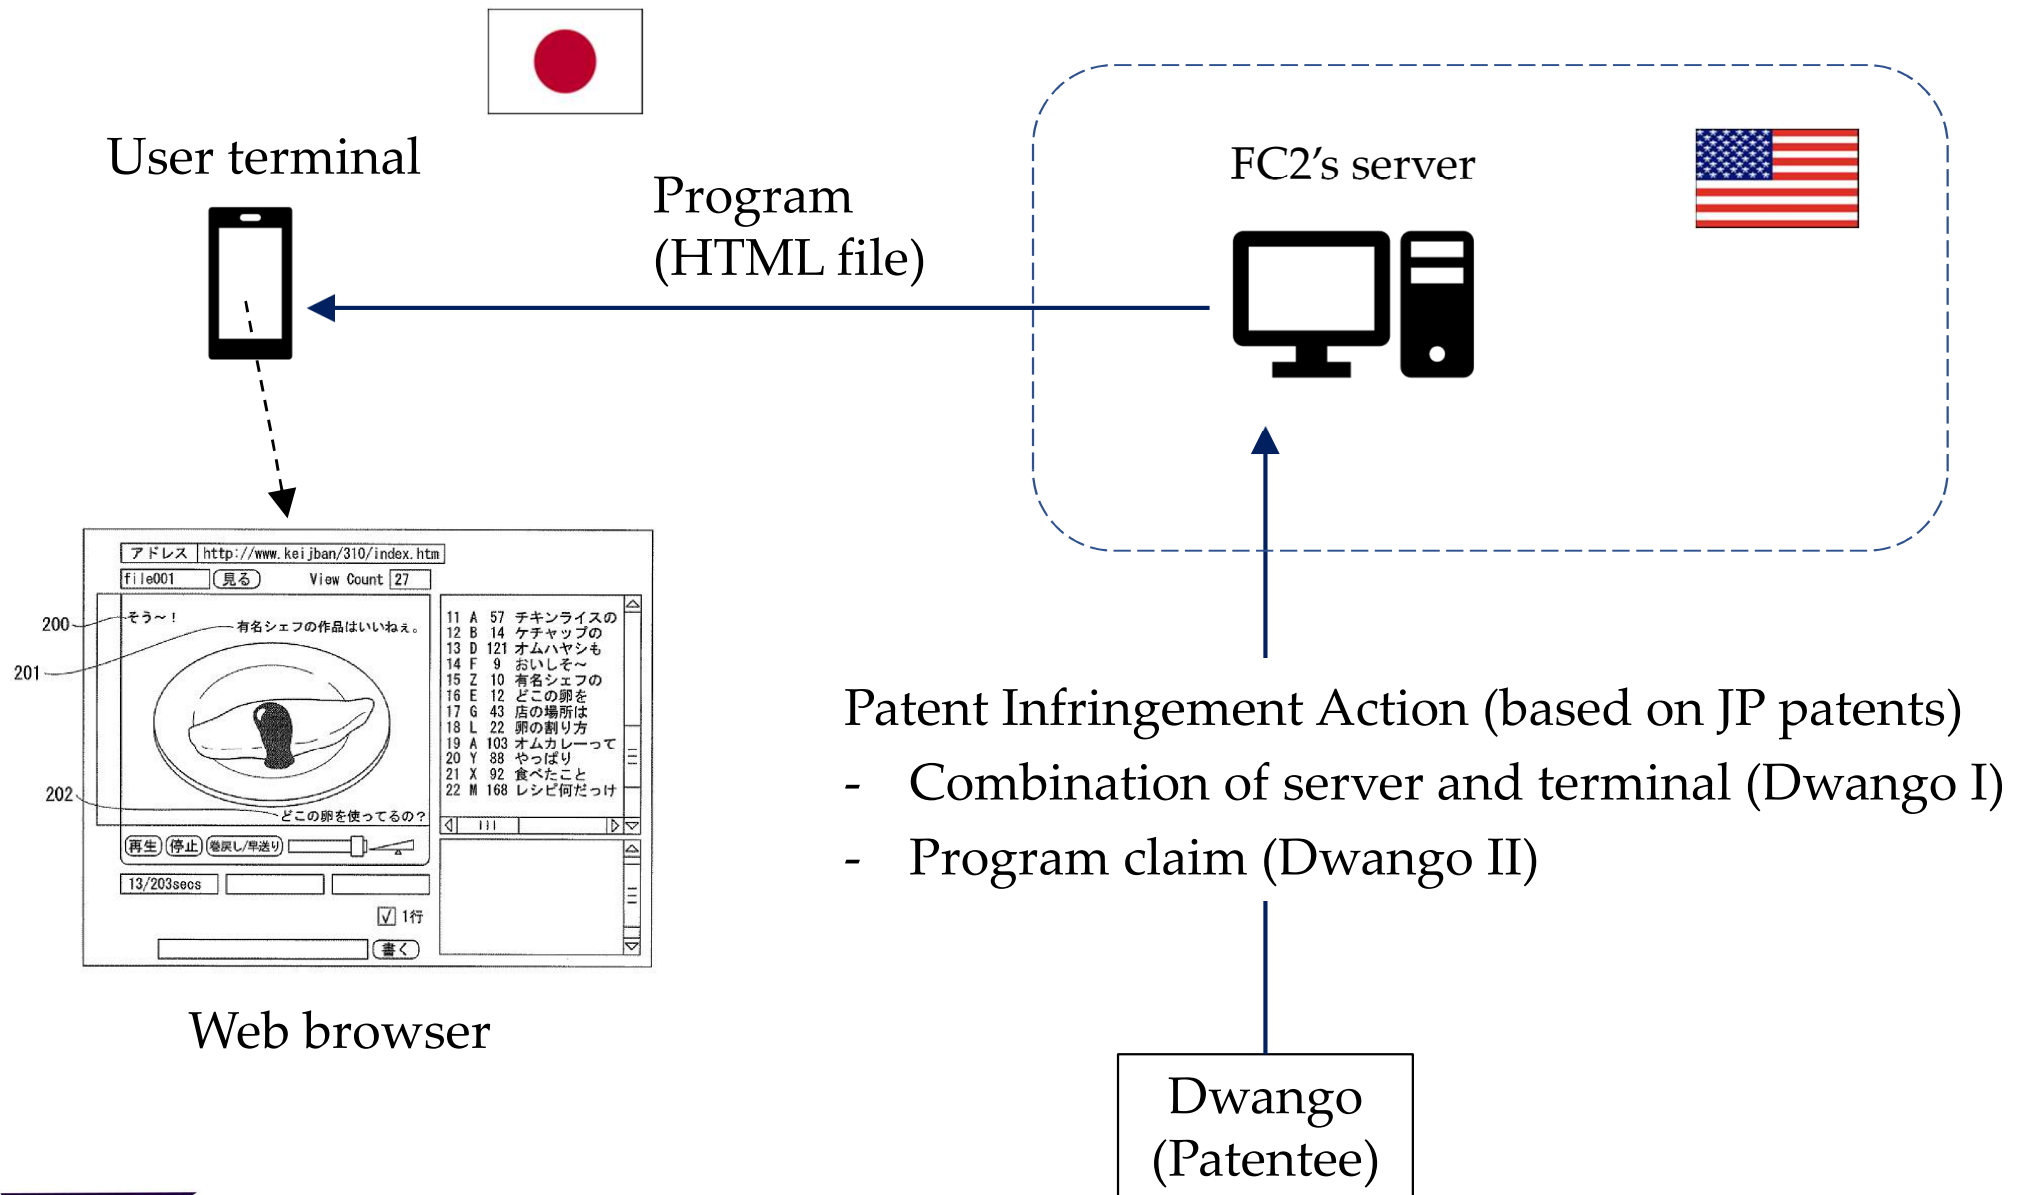 User terminal
Program
(HTML file)
FC2’s server
アドレス http://www.keijban/310/index.htm
file001 見る View Count 27
200 そう～！
有名シェフの作品はいいねぇ。
201
202
どこの卵を使ってるの？
11 A 57 チキンライスの
12 B 14 ケチャップの
13 D 121 オムハヤシも
14 F 9 おいしそ～
15 Z 10 有名シェフの
16 E 12 どこの卵を
17 G 43 店の場所は
18 L 22 卵の割り方
19 A 103 オムカレーって
20 Y 88 やっぱり
21 X 92 食べたこと
22 M 168 レシピ何だっけ
再生 停止 巻戻し/早送り
13/203secs
√ 1行
書く
Web browser
Patent Infringement Action (based on JP patents)
- Combination of server and terminal (Dwango I)
- Program claim (Dwango II)
Dwango
(Patentee)